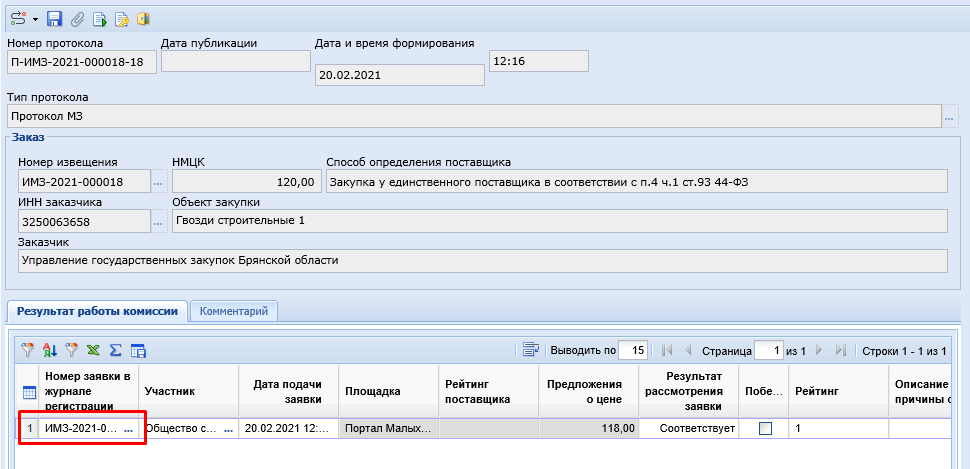 Номер протокола
Дата публикации
Дата и время формирования
П-ИМЗ-2021-000018-18
20.02.2021
12:16
Тип протокола
Протокол МЗ
...
Заказ
Номер извещения
НМЦК
Способ определения поставщика
ИМЗ-2021-000018
...
120,00
Закупка у единственного поставщика в соответствии с п.4 ч.1 ст.93 44-ФЗ
ИНН заказчика
Объект закупки
3250063658
...
Гвозди строительные 1
Заказчик
Управление государственных закупок Брянской области
Результат работы комиссии
Комментарий
Выводить по 15
Страница 1 из 1
Строки 1 - 1 из 1
Номер заявки в
журнале
регистрации
Участник
Дата подачи
заявки
Площадка
Рейтинг
поставщика
Предложения
о цене
Результат
рассмотрения
заявки
Побе...
Рейтинг
Описание
причины о
1 ИМЗ-2021-0... ... Общество с... ... 20.02.2021 12:... Портал Малых... 118,00 Соответствует 1